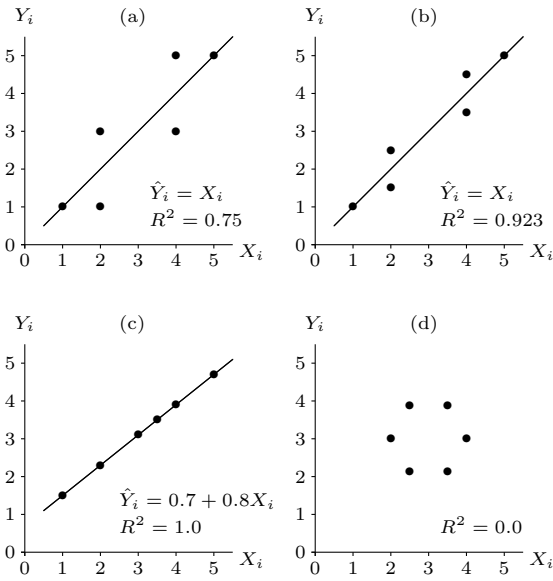 Y_i (a)
5
4
3
2
1
0
0 1 2 3 4 5 X_i
Ŷ_i = X_i
R² = 0.75
Y_i (b)
5
4
3
2
1
0
0 1 2 3 4 5 X_i
Ŷ_i = X_i
R² = 0.923
Y_i (c)
5
4
3
2
1
0
0 1 2 3 4 5 X_i
Ŷ_i = 0.7 + 0.8X_i
R² = 1.0
Y_i (d)
5
4
3
2
1
0
0 1 2 3 4 5 X_i
R² = 0.0